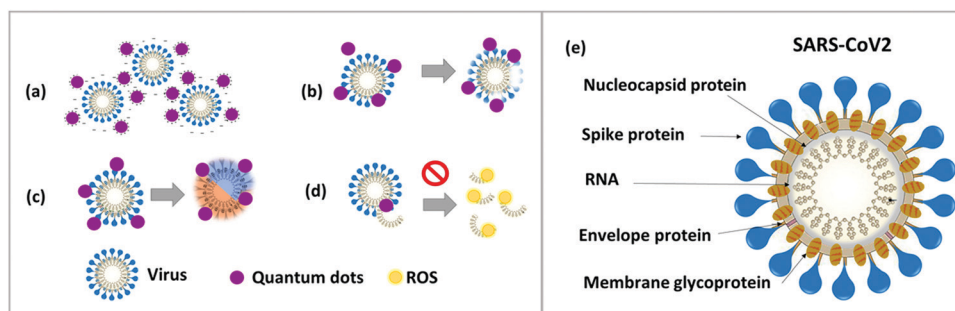 (a)
(b)
(c)
(d)
Virus
Quantum dots
ROS
(e)
SARS-CoV2
Nucleocapsid protein
Spike protein
RNA
Envelope protein
Membrane glycoprotein